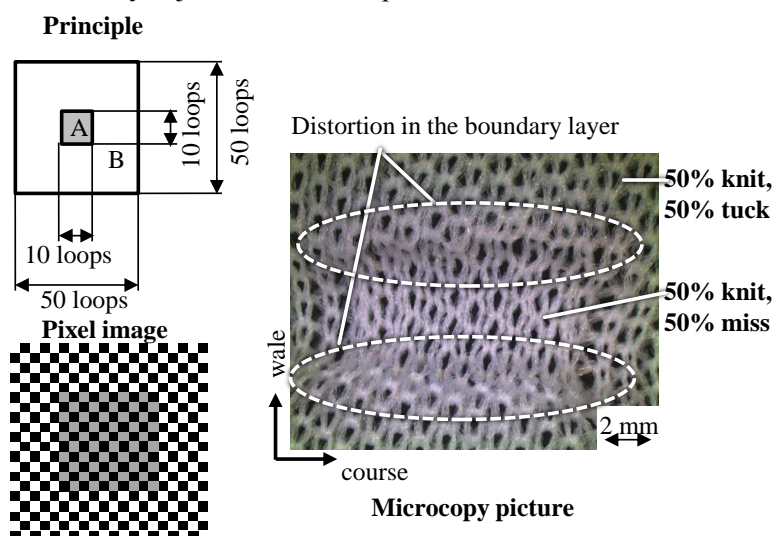 Principle
A
B
10 loops
50 loops
10 loops
50 loops
Pixel image
Distortion in the boundary layer
50% knit,
50% tuck
50% knit,
50% miss
wale
course
2 mm
Microcopy picture